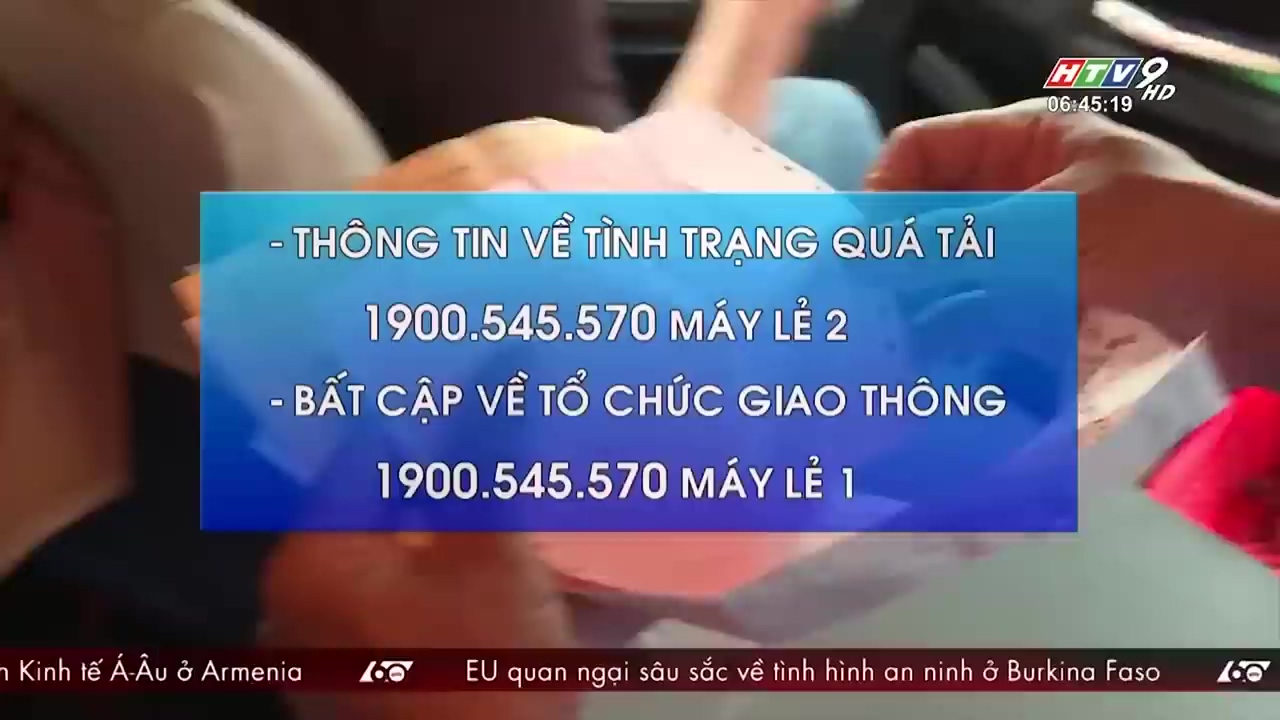 HTV9
HD
06:45:19
- THÔNG TIN VỀ TÌNH TRẠNG QUÁ TẢI
1900.545.570 MÁY LẺ 2
- BẤT CẬP VỀ TỔ CHỨC GIAO THÔNG
1900.545.570 MÁY LẺ 1
Kinh tế Á-Âu ở Armenia 60 EU quan ngại sâu sắc về tình hình an ninh ở Burkina Faso 60